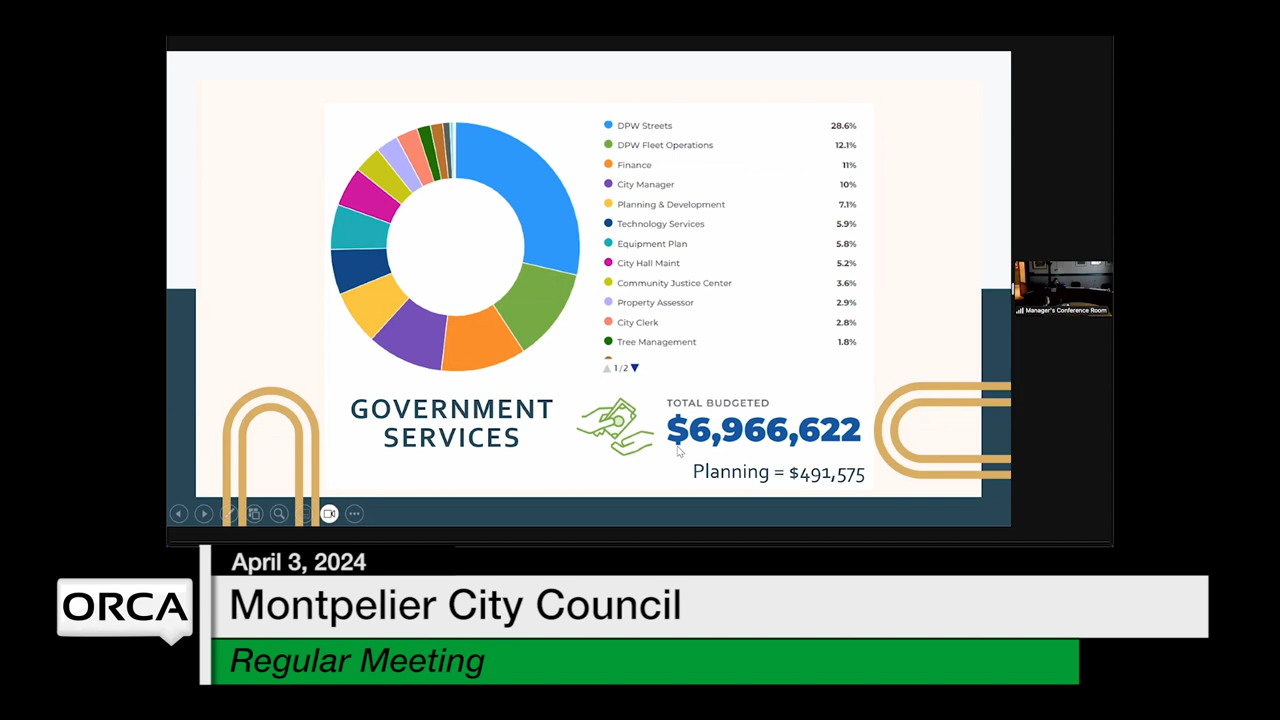 DPW Streets 28.6%
DPW Fleet Operations 12.1%
Finance 11%
City Manager 10%
Planning & Development 7.1%
Technology Services 5.9%
Equipment Plan 5.8%
City Hall Maint 5.2%
Community Justice Center 3.6%
Property Assessor 2.9%
City Clerk 2.8%
Tree Management 1.8%
1/2
GOVERNMENT
SERVICES
TOTAL BUDGETED
$6,966,622
Planning = $491,575
Manager's Conference Room
April 3, 2024
ORCA
Montpelier City Council
Regular Meeting